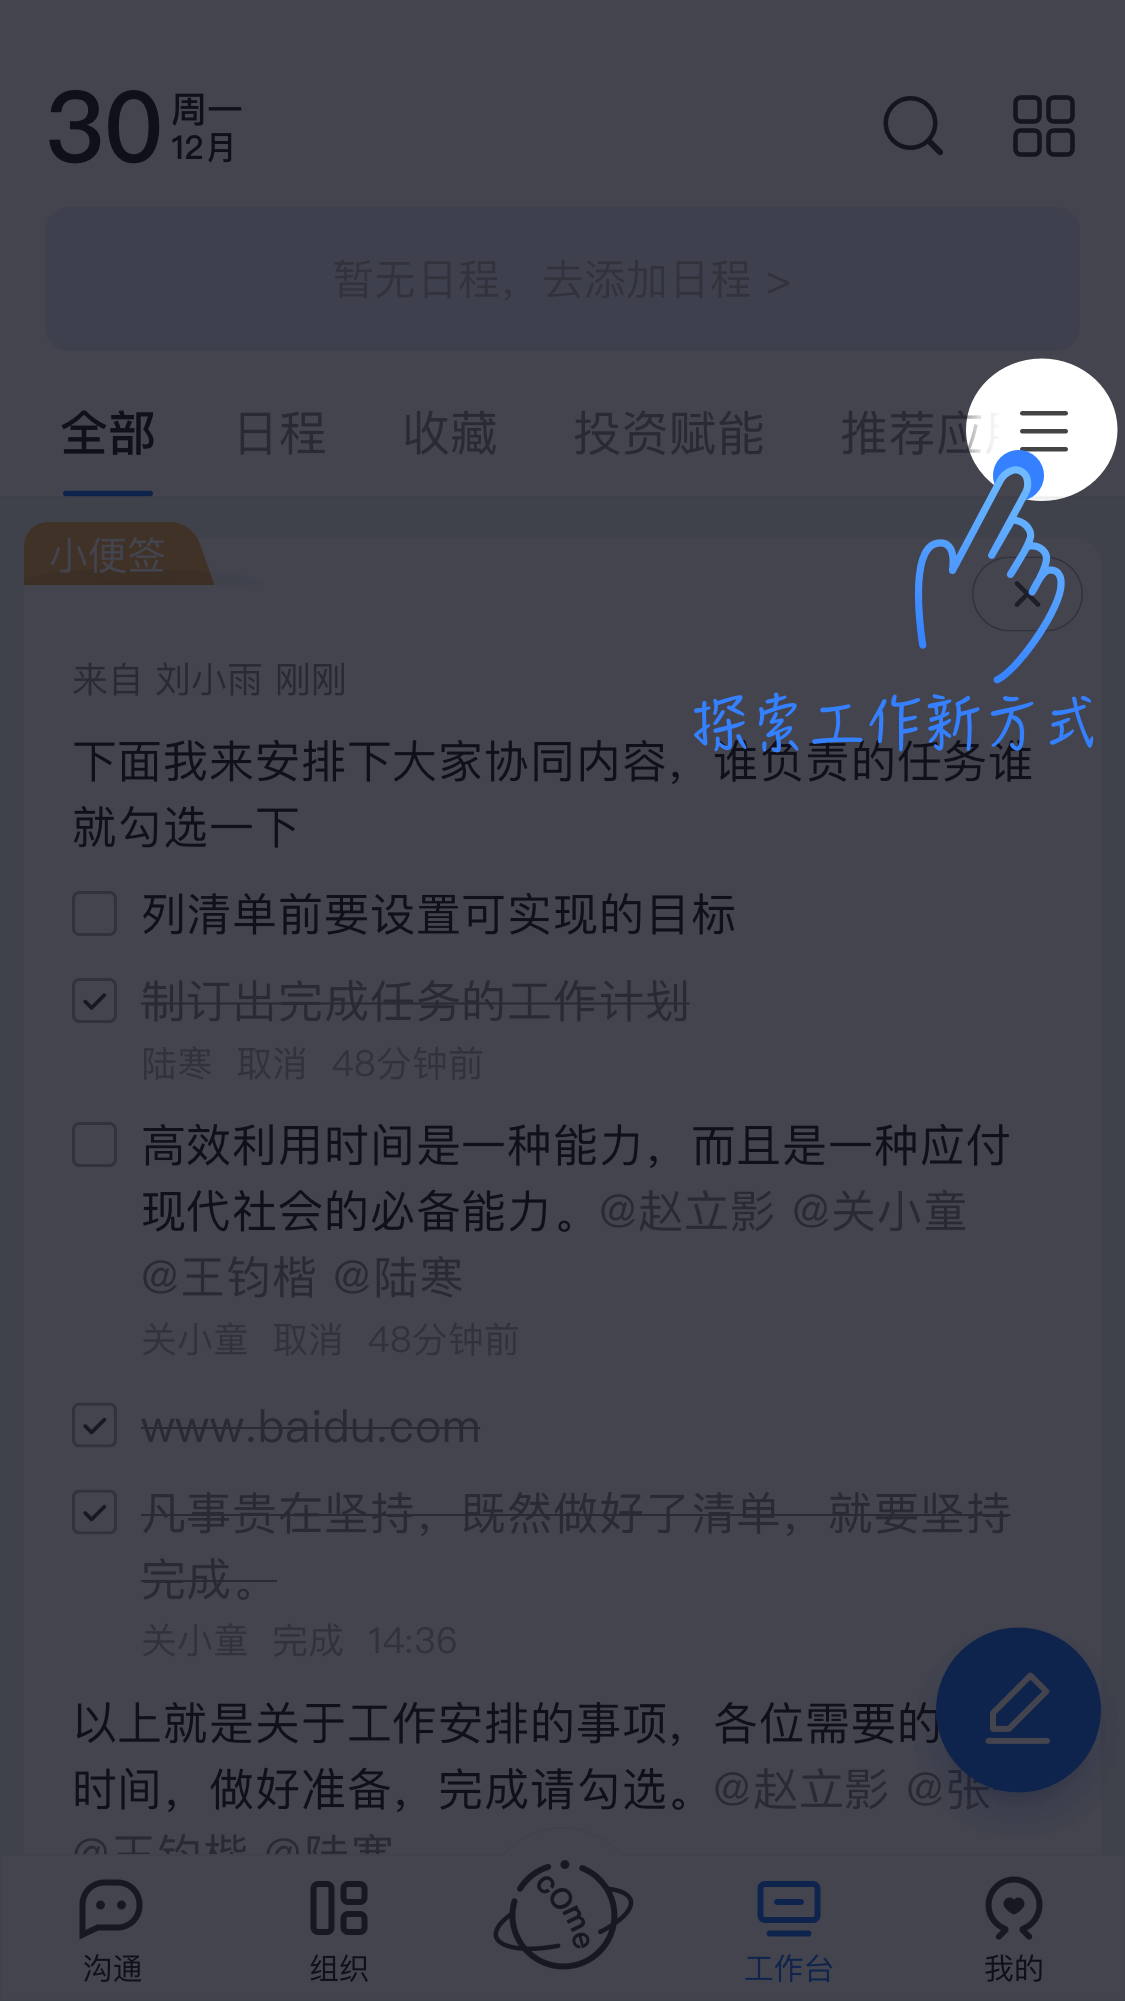 30 周一
12月
暂无日程，去添加日程 >
全部 日程 收藏 投资赋能 推荐应用
小便签
来自 刘小雨 刚刚
探索工作新方式
下面我来安排下大家协同内容，谁负责的任务谁
就勾选一下
列清单前要设置可实现的目标
制订出完成任务的工作计划
陆寒 取消 48分钟前
高效利用时间是一种能力，而且是一种应付
现代社会的必备能力。@赵立影 @关小童
@王钧楷 @陆寒
关小童 取消 48分钟前
www.baidu.com
凡事贵在坚持，既然做好了清单，就要坚持
完成。
关小童 完成 14:36
以上就是关于工作安排的事项，各位需要的
时间，做好准备，完成请勾选。@赵立影 @张
@王钧楷 @陆寒
come
沟通 组织 工作台 我的